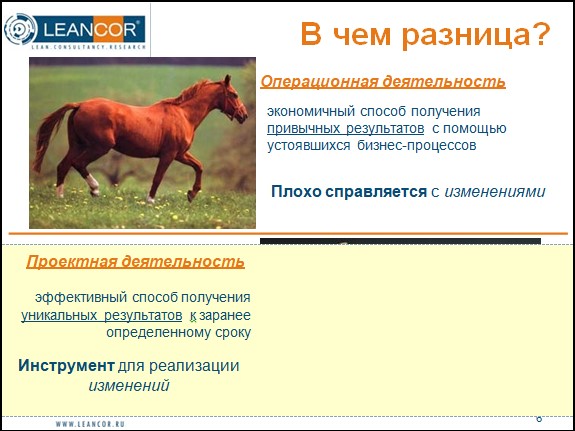 LEANCOR®
LEAN.CONSULTANCY.RESEARCH
В чем разница?
Операционная деятельность
экономичный способ получения
привычных результатов с помощью
устоявшихся бизнес-процессов
Плохо справляется с изменениями
Проектная деятельность
эффективный способ получения
уникальных результатов к заранее
определенному сроку
Инструмент для реализации
изменений
WWW.LEANCOR.RU
6